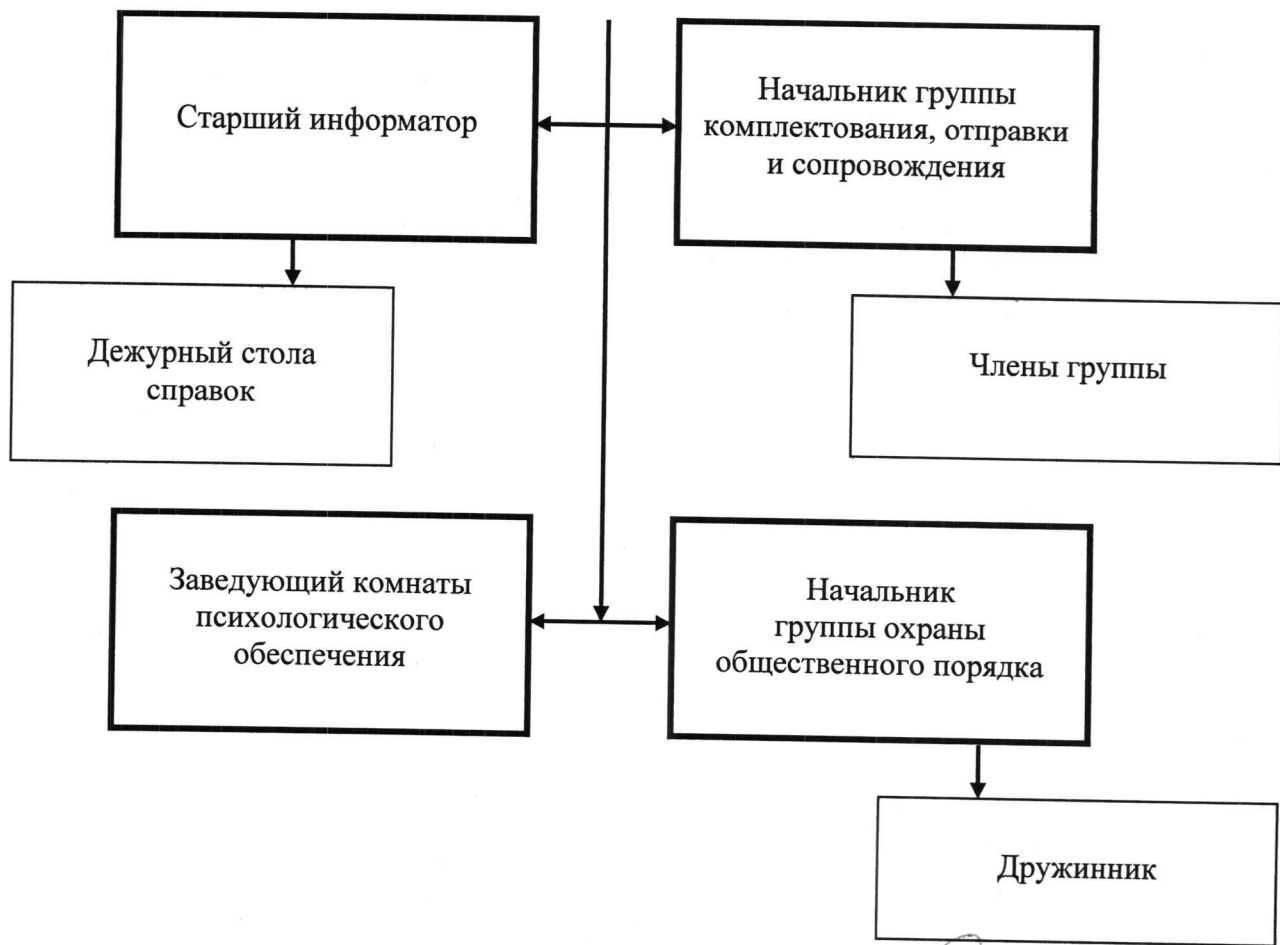 Старший информатор
Начальник группы
комплектования, отправки
и сопровождения
Дежурный стола
справок
Члены группы
Заведующий комнаты
психологического
обеспечения
Начальник
группы охраны
общественного порядка
Дружинник